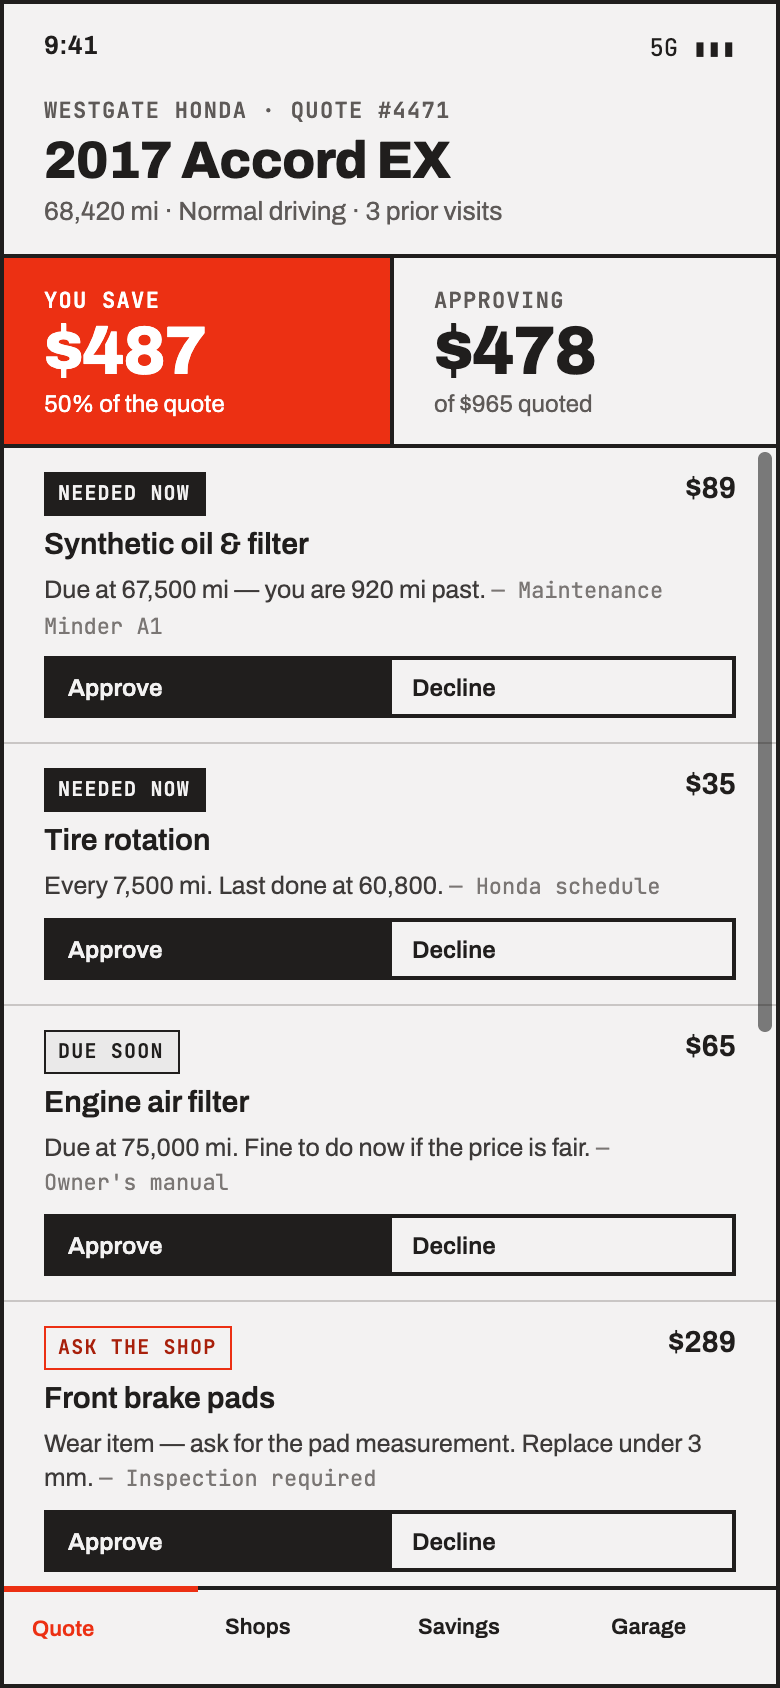 9:41
5G
WESTGATE HONDA · QUOTE #4471
2017 Accord EX
68,420 mi · Normal driving · 3 prior visits
YOU SAVE
$487
50% of the quote
APPROVING
$478
of $965 quoted
NEEDED NOW
$89
Synthetic oil & filter
Due at 67,500 mi — you are 920 mi past. — Maintenance
Minder A1
Approve
Decline
NEEDED NOW
$35
Tire rotation
Every 7,500 mi. Last done at 60,800. — Honda schedule
Approve
Decline
DUE SOON
$65
Engine air filter
Due at 75,000 mi. Fine to do now if the price is fair. —
Owner's manual
Approve
Decline
ASK THE SHOP
$289
Front brake pads
Wear item — ask for the pad measurement. Replace under 3
mm. — Inspection required
Approve
Decline
Quote
Shops
Savings
Garage